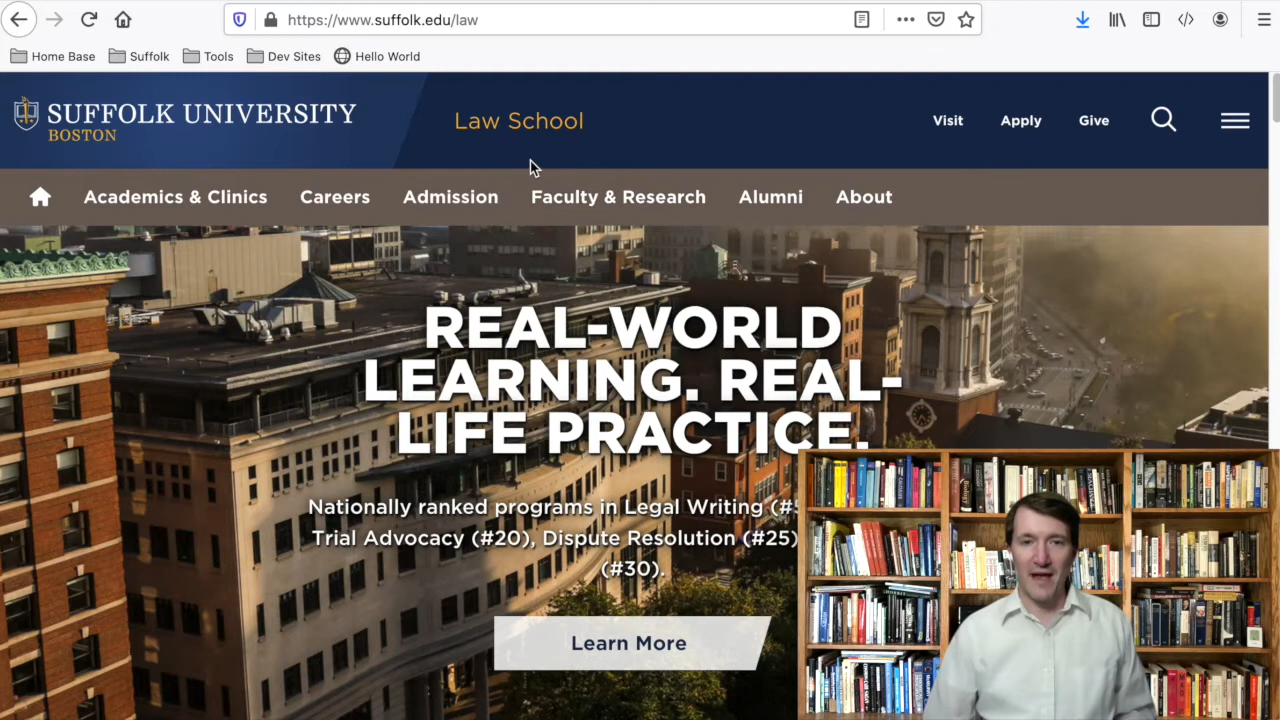 https://www.suffolk.edu/law
Home Base Suffolk Tools Dev Sites Hello World
SUFFOLK UNIVERSITY
BOSTON
Law School
Visit Apply Give
Academics & Clinics Careers Admission Faculty & Research Alumni About
REAL-WORLD
LEARNING. REAL-
LIFE PRACTICE.
Nationally ranked programs in Legal Writing (#5
Trial Advocacy (#20), Dispute Resolution (#25)
(#30).
Learn More